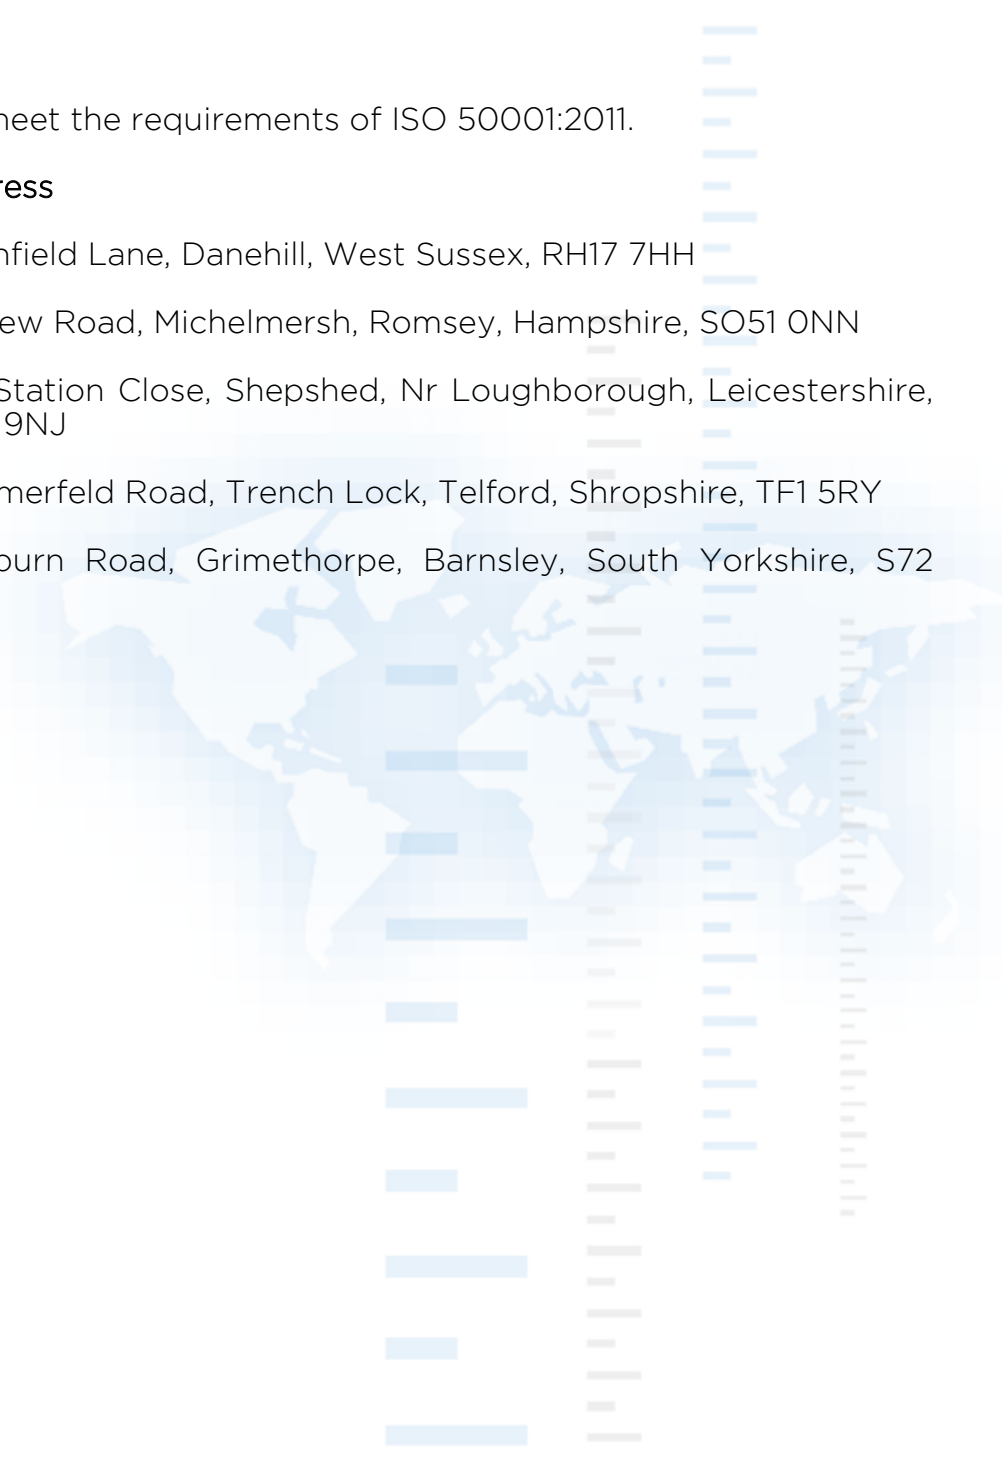 meet the requirements of ISO 50001:2011.
ress
nfield Lane, Danehill, West Sussex, RH17 7HH
ew Road, Michelmersh, Romsey, Hampshire, SO51 0NN
Station Close, Shepshed, Nr Loughborough, Leicestershire,
9NJ
merfeld Road, Trench Lock, Telford, Shropshire, TF1 5RY
burn Road, Grimethorpe, Barnsley, South Yorkshire, S72